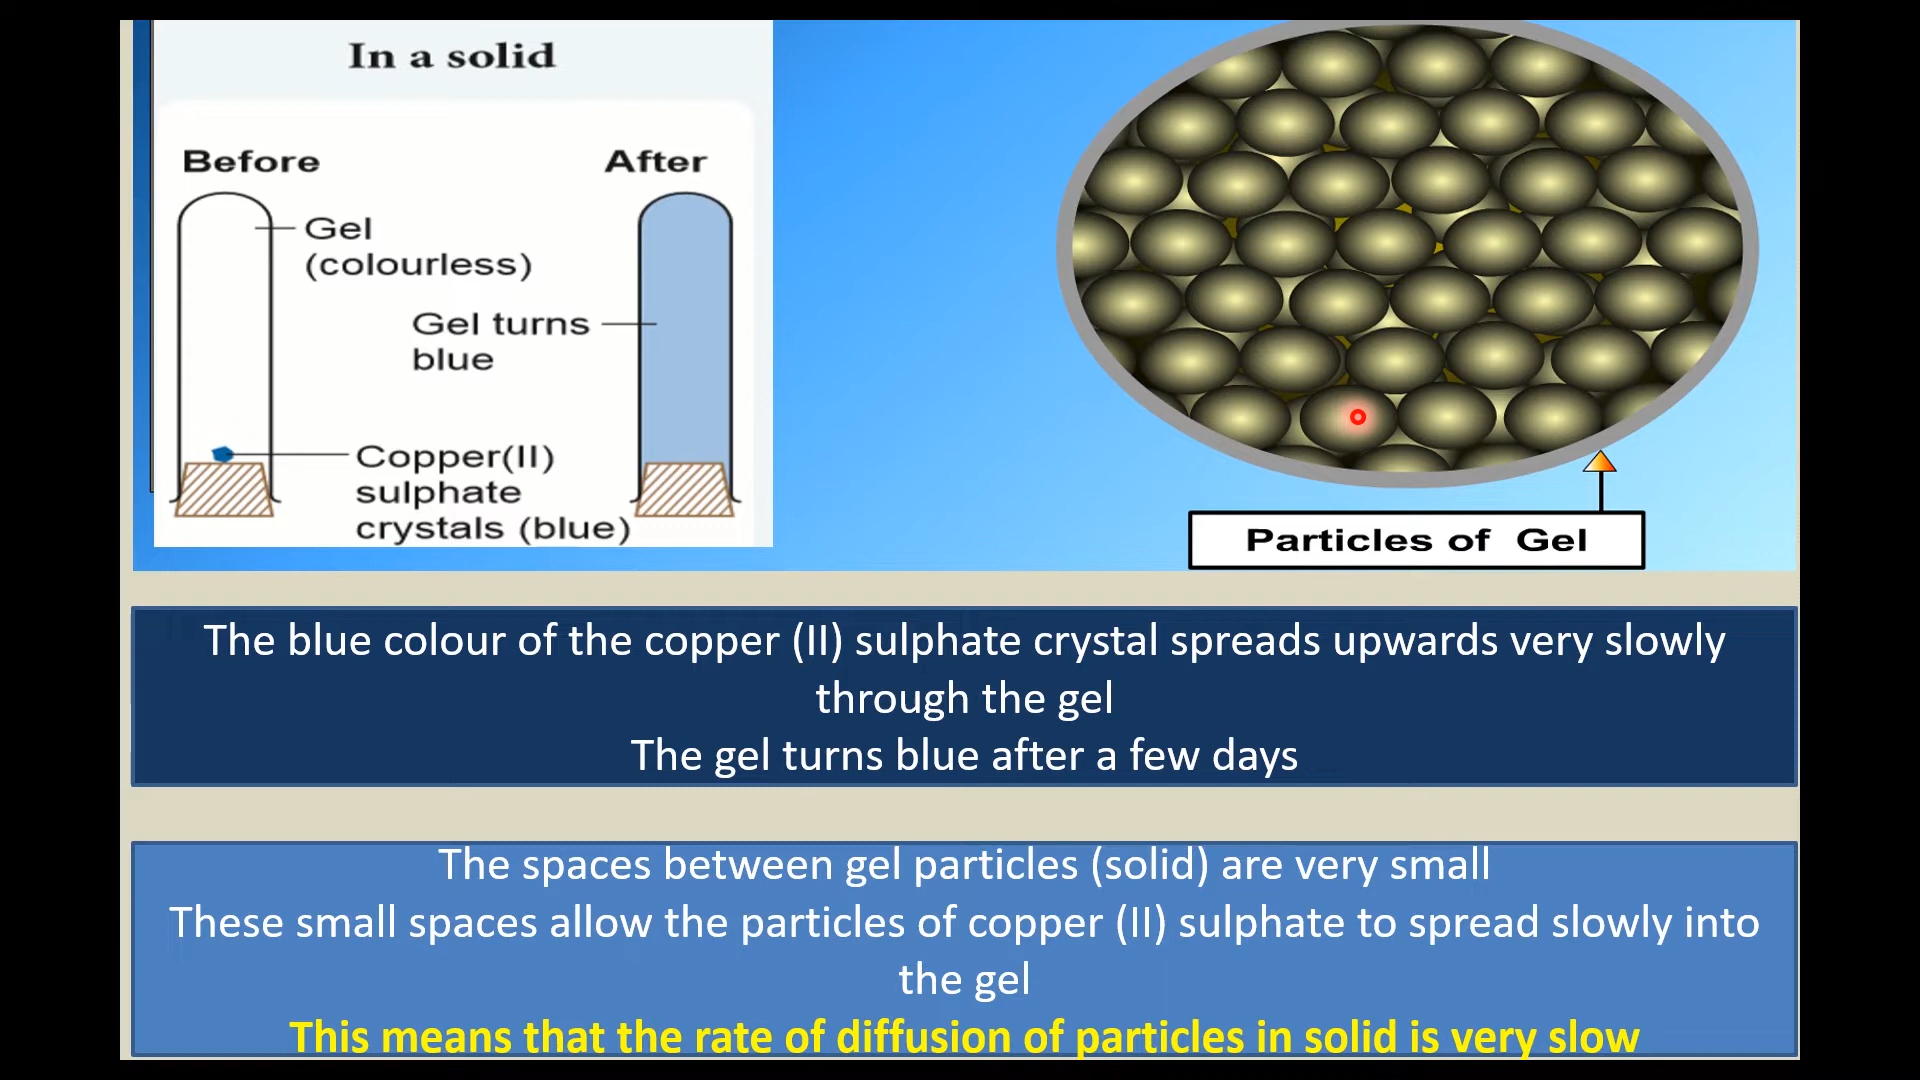 In a solid
Before
After
Gel
(colourless)
Gel turns
blue
Copper(II)
sulphate
crystals (blue)
Particles of Gel
The blue colour of the copper (II) sulphate crystal spreads upwards very slowly
through the gel
The gel turns blue after a few days
The spaces between gel particles (solid) are very small
These small spaces allow the particles of copper (II) sulphate to spread slowly into
the gel
This means that the rate of diffusion of particles in solid is very slow